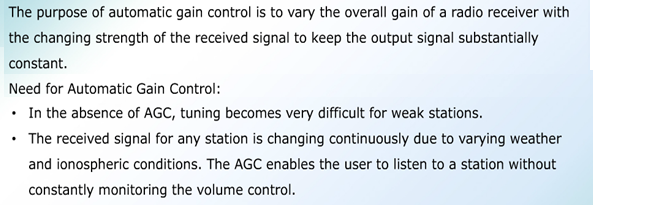 The purpose of automatic gain control is to vary the overall gain of a radio receiver with
the changing strength of the received signal to keep the output signal substantially
constant.
Need for Automatic Gain Control:
• In the absence of AGC, tuning becomes very difficult for weak stations.
• The received signal for any station is changing continuously due to varying weather
and ionospheric conditions. The AGC enables the user to listen to a station without
constantly monitoring the volume control.